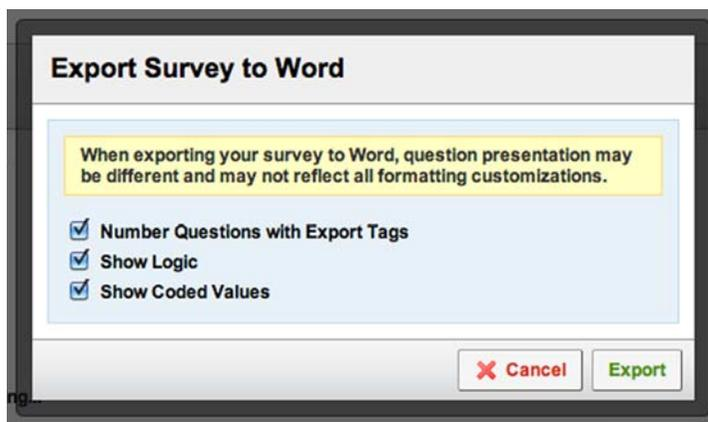 Export Survey to Word
When exporting your survey to Word, question presentation may
be different and may not reflect all formatting customizations.
Number Questions with Export Tags
Show Logic
Show Coded Values
Cancel Export
ng...